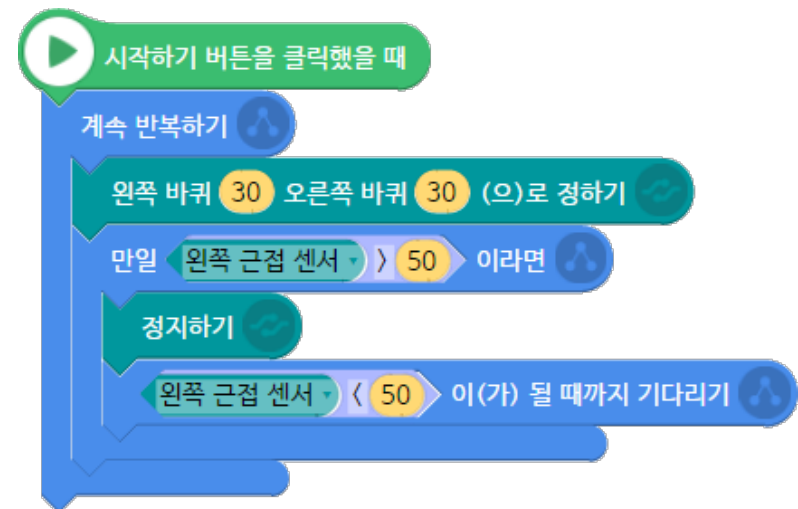 시작하기 버튼을 클릭했을 때
계속 반복하기
왼쪽 바퀴 30 오른쪽 바퀴 30 (으)로 정하기
만일 왼쪽 근접 센서 > 50 이라면
정지하기
왼쪽 근접 센서 < 50 이(가) 될 때까지 기다리기